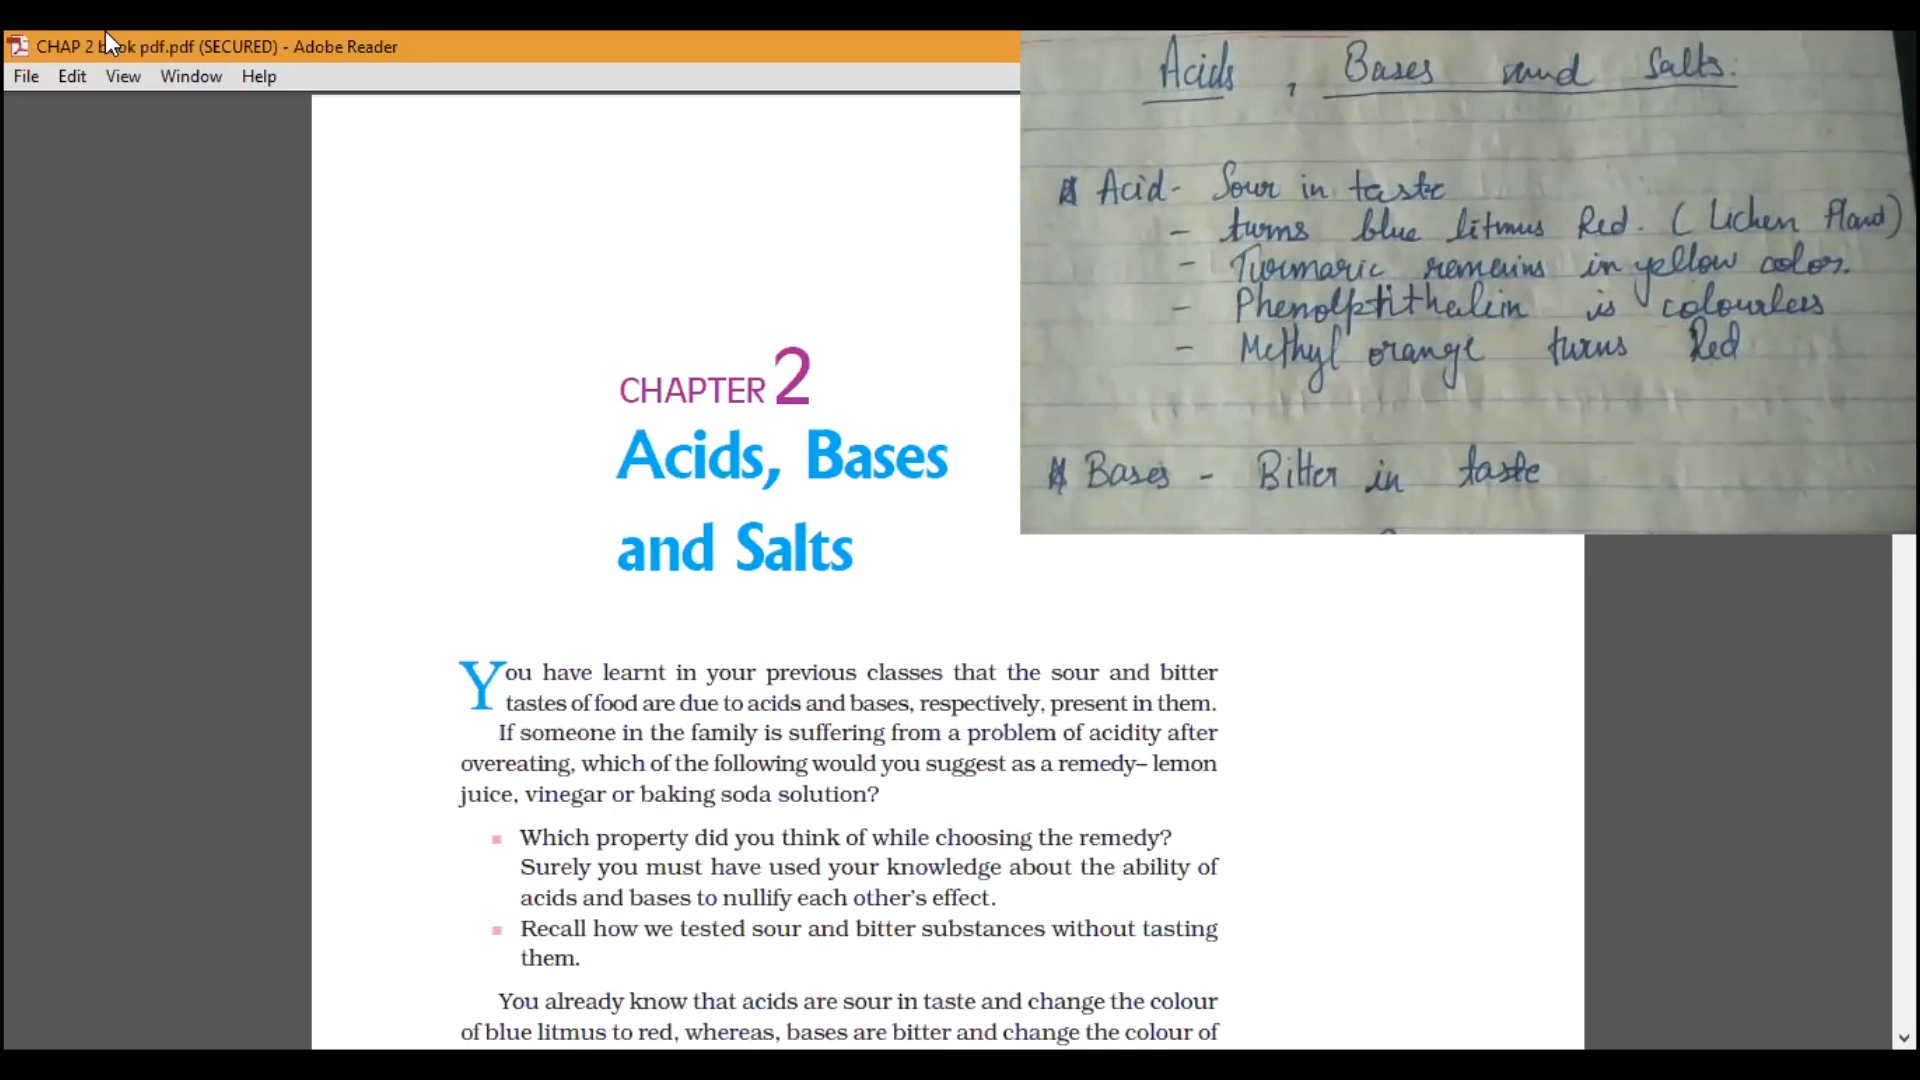 CHAP 2 book pdf.pdf (SECURED) - Adobe Reader
File Edit View Window Help
CHAPTER 2
Acids, Bases
and Salts
You have learnt in your previous classes that the sour and bitter
tastes of food are due to acids and bases, respectively, present in them.
If someone in the family is suffering from a problem of acidity after
overeating, which of the following would you suggest as a remedy– lemon
juice, vinegar or baking soda solution?
Which property did you think of while choosing the remedy?
Surely you must have used your knowledge about the ability of
acids and bases to nullify each other's effect.
Recall how we tested sour and bitter substances without tasting
them.
You already know that acids are sour in taste and change the colour
of blue litmus to red, whereas, bases are bitter and change the colour of
Acids, Bases and Salts.
Acid- Sour in taste
- turns blue litmus Red. (Lichen Plant)
- Turmaric remains in yellow color.
- Phenolphthalein is colourless
- Methyl orange turns Red
Bases - Bitter in taste